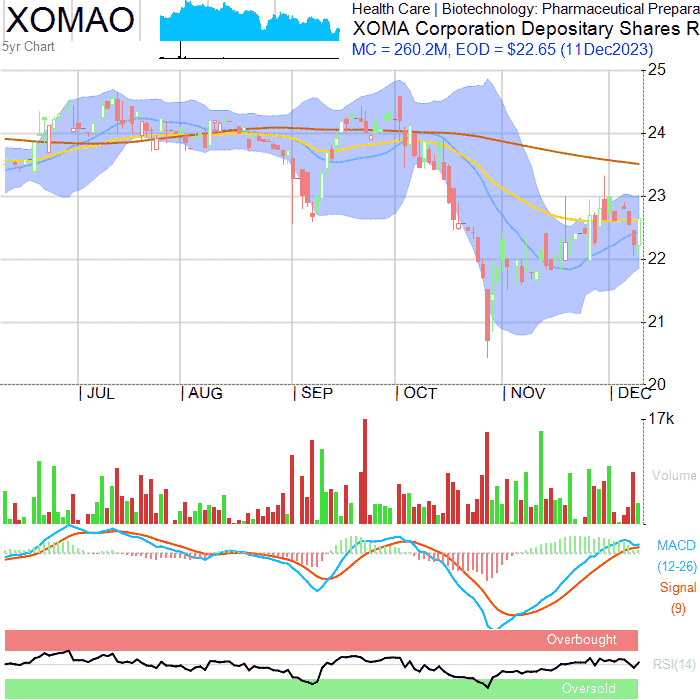 XOMAO
5yr Chart
Health Care | Biotechnology: Pharmaceutical Prepara
XOMA Corporation Depositary Shares R
MC = 260.2M, EOD = $22.65 (11Dec2023)
25
24
23
22
21
20
JUL AUG SEP OCT NOV DEC
17k
Volume
MACD
(12-26)
Signal
(9)
Overbought
RSI(14)
Oversold